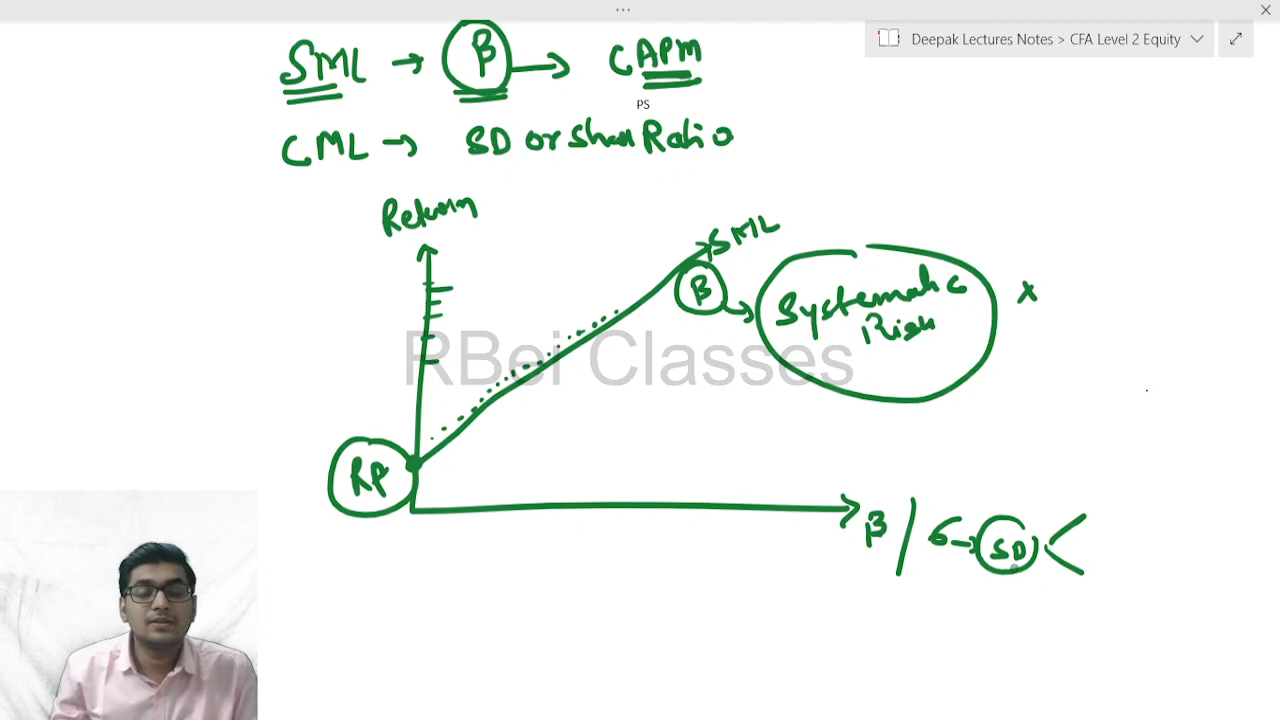 Deepak Lectures Notes > CFA Level 2 Equity
SML → β → CAPM
PS
CML → SD or Ratio
Return
SML
β → Systematic
Risk
x
RBei Classes
RF
β / σ → SD